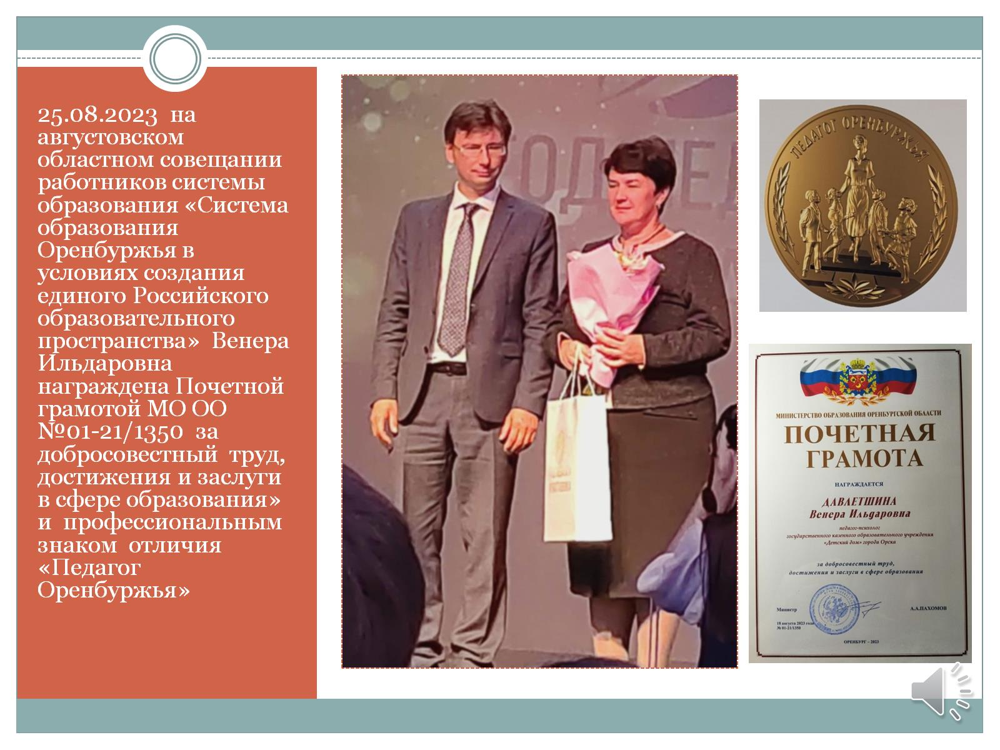 25.08.2023 на
августовском
областном совещании
работников системы
образования «Система
образования
Оренбуржья в
условиях создания
единого Российского
образовательного
пространства» Венера
Ильдаровна
награждена Почетной
грамотой МО ОО
№01-21/1350 за
добросовестный труд,
достижения и заслуги
в сфере образования»
и профессиональным
знаком отличия
«Педагог
Оренбуржья»
ГОД ПЕД
ПЕДАГОГ ОРЕНБУРЖЬЯ
МИНИСТЕРСТВО ОБРАЗОВАНИЯ ОРЕНБУРГСКОЙ ОБЛАСТИ
ПОЧЕТНАЯ
ГРАМОТА
НАГРАЖДАЕТСЯ
ДАВЛЕТШИНА
Венера Ильдаровна
педагог-психолог
государственного казенного образовательного учреждения
«Детский дом» города Орска
за добросовестный труд,
достижения и заслуги в сфере образования
Министр
А.А.ПАХОМОВ
18 августа 2023 года
№ 01-21/1350
ОРЕНБУРГ – 2023